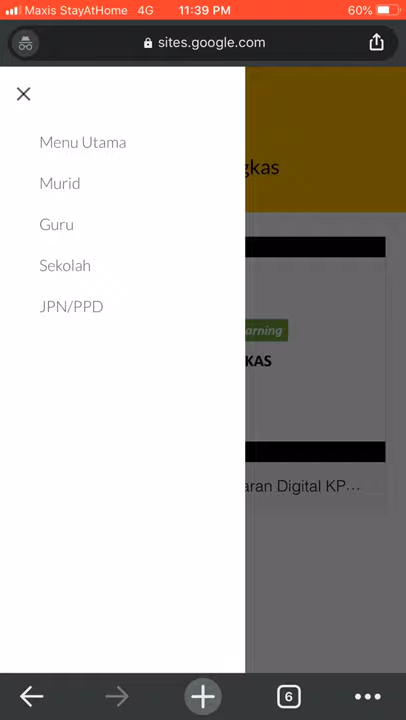 Maxis StayAtHome 4G 11:39 PM 60%
sites.google.com
Menu Utama
Murid
Guru
Sekolah
JPN/PPD
gkas
arning
KAS
aran Digital KP...
6